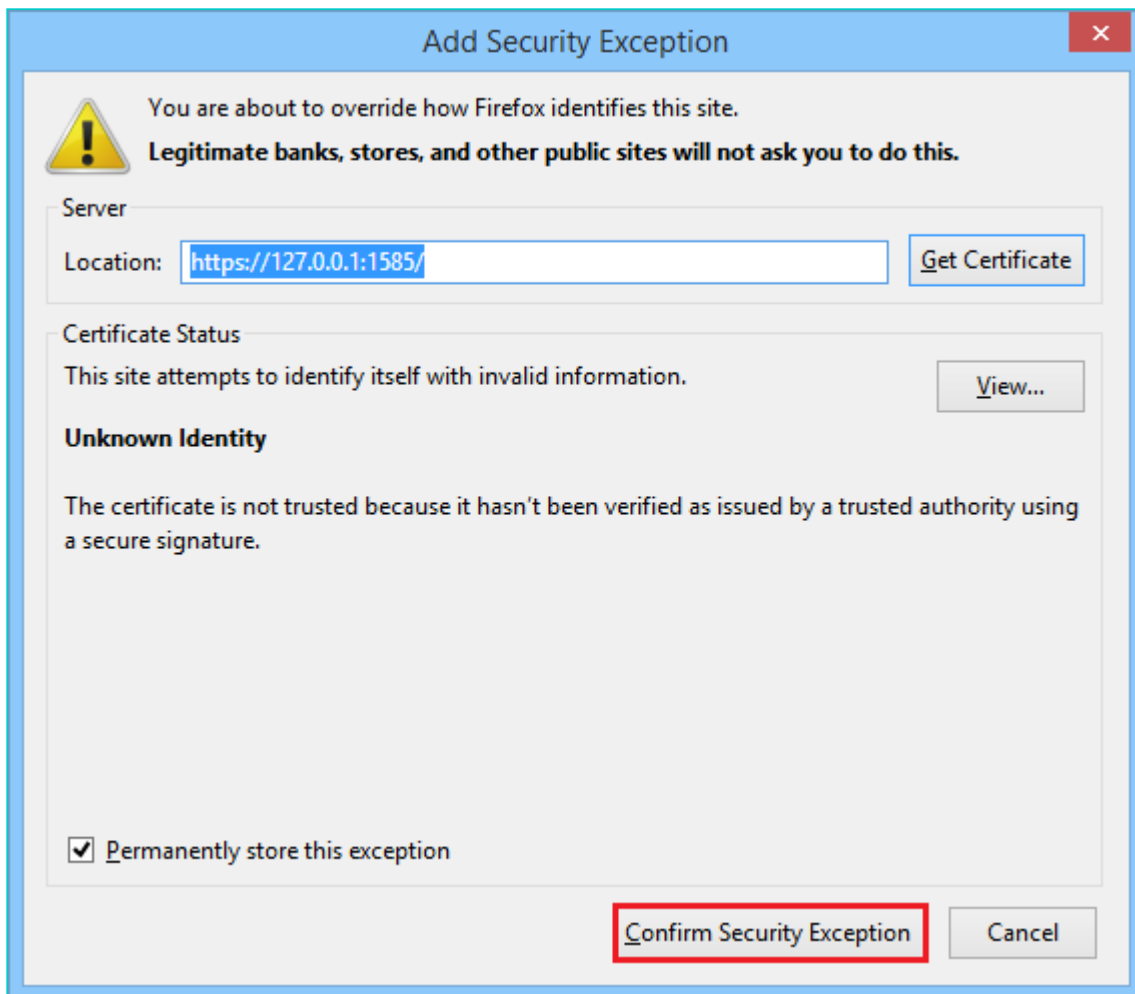 Add Security Exception
You are about to override how Firefox identifies this site.
Legitimate banks, stores, and other public sites will not ask you to do this.
Server
Location: https://127.0.0.1:1585/ Get Certificate
Certificate Status
This site attempts to identify itself with invalid information.
View...
Unknown Identity
The certificate is not trusted because it hasn't been verified as issued by a trusted authority using
a secure signature.
Permanently store this exception
Confirm Security Exception Cancel